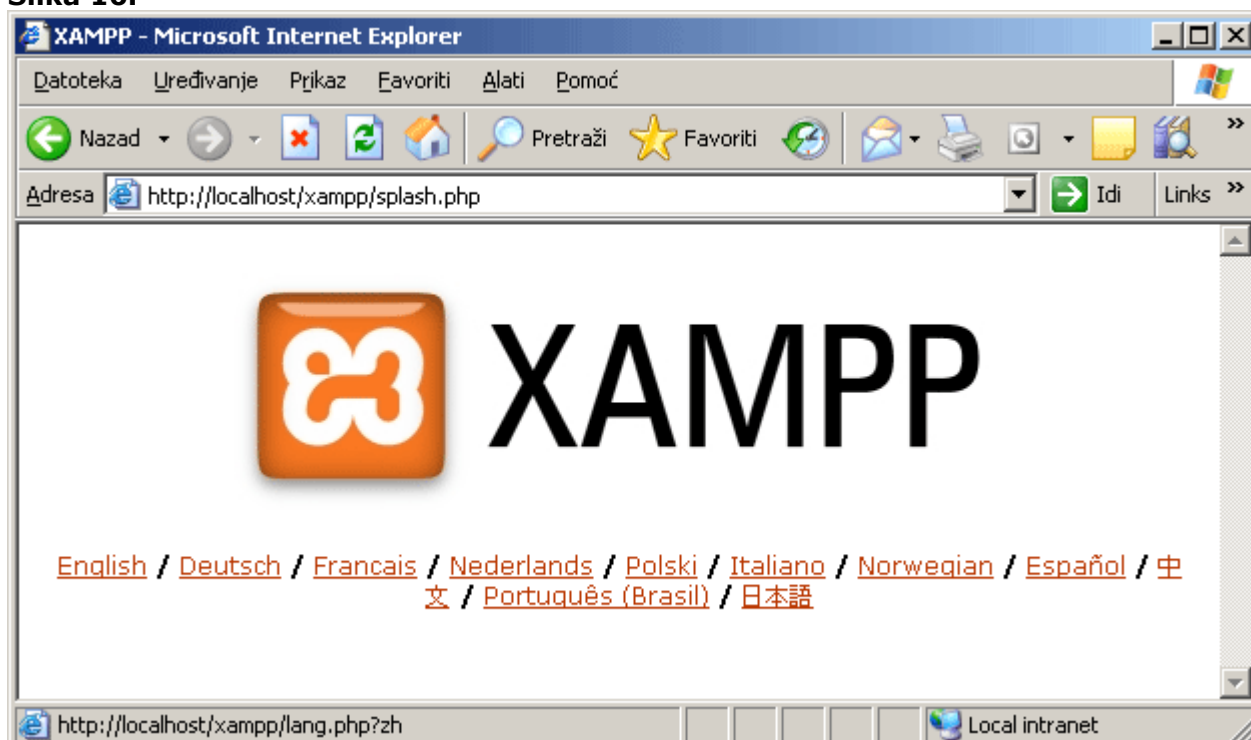 XAMPP - Microsoft Internet Explorer
Datoteka Uređivanje Prikaz Favoriti Alati Pomoć
Nazad Pretraži Favoriti »
Adresa http://localhost/xampp/splash.php Idi Links »
XAMPP
English / Deutsch / Francais / Nederlands / Polski / Italiano / Norwegian / Español / 中
文 / Português (Brasil) / 日本語
http://localhost/xampp/lang.php?zh Local intranet